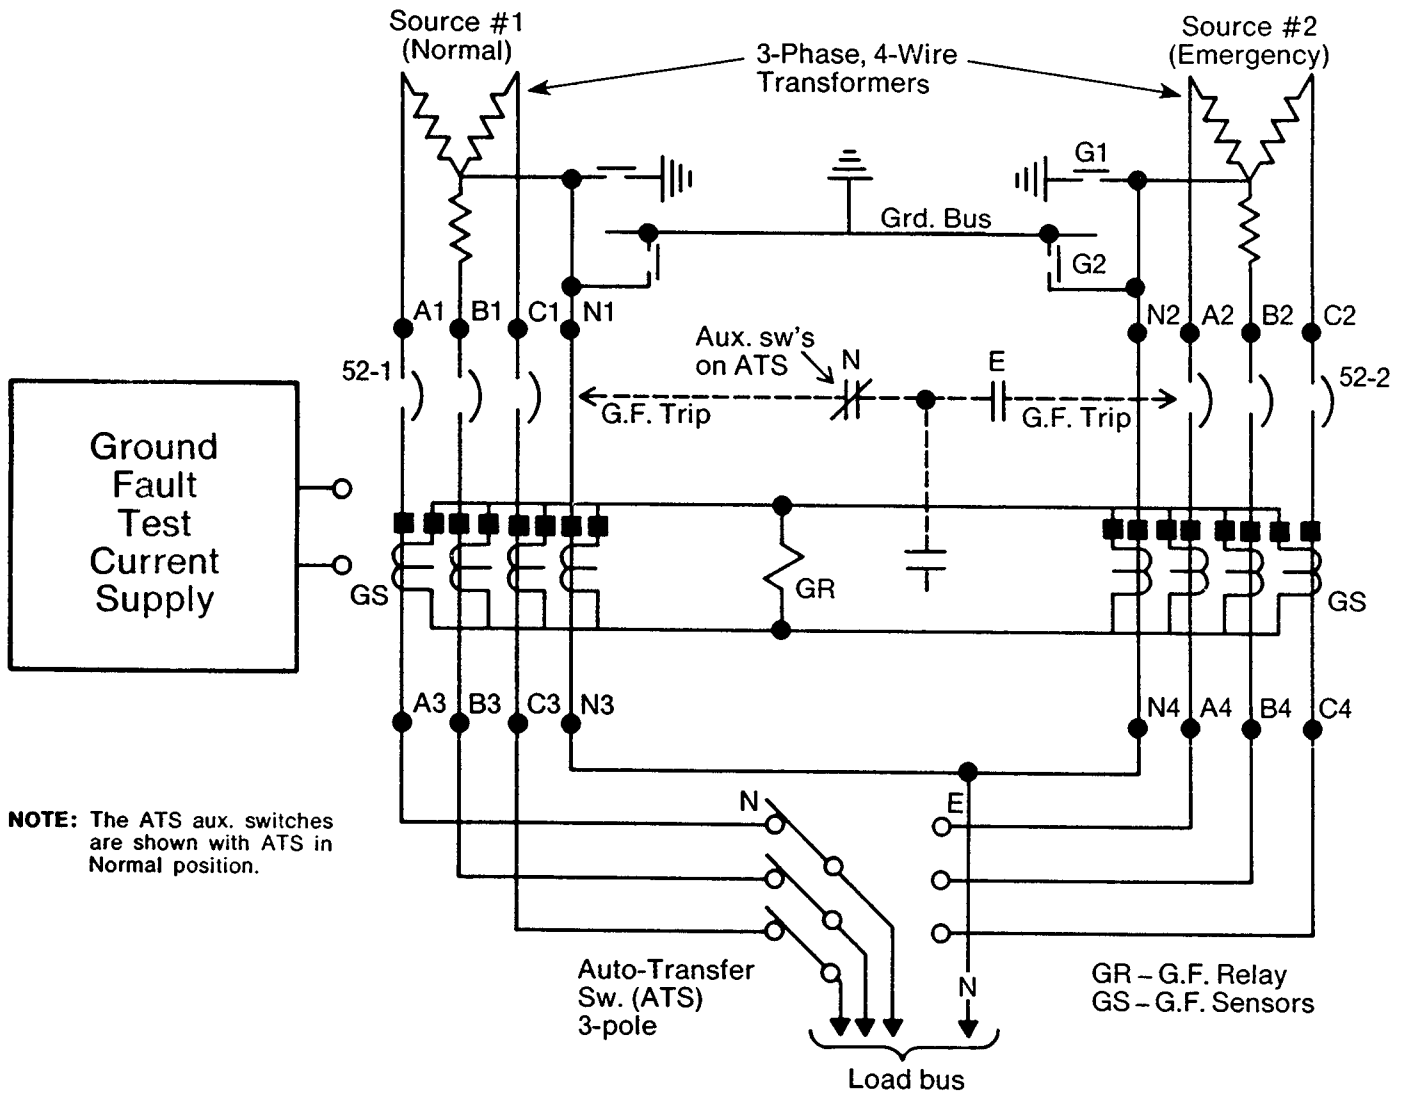 Source #1
(Normal)
3-Phase, 4-Wire
Transformers
Source #2
(Emergency)
G1
Grd. Bus
G2
A1 B1 C1 N1
N2 A2 B2 C2
Aux. sw's
on ATS
N
E
52-1
G.F. Trip
G.F. Trip
52-2
Ground
Fault
Test
Current
Supply
GS
GR
GS
A3 B3 C3 N3
N4 A4 B4 C4
N
E
NOTE: The ATS aux. switches
are shown with ATS in
Normal position.
Auto-Transfer
Sw. (ATS)
3-pole
N
GR – G.F. Relay
GS – G.F. Sensors
Load bus